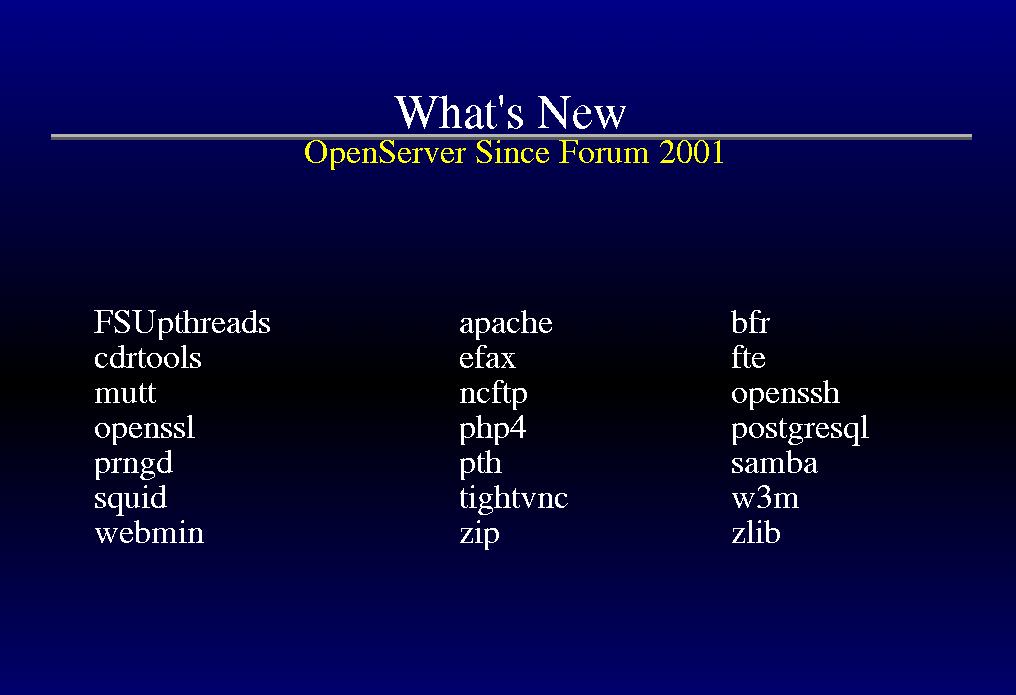 What's New
OpenServer Since Forum 2001
FSUpthreads apache bfr
cdrtools efax fte
mutt ncftp openssh
openssl php4 postgresql
prngd pth samba
squid tightvnc w3m
webmin zip zlib